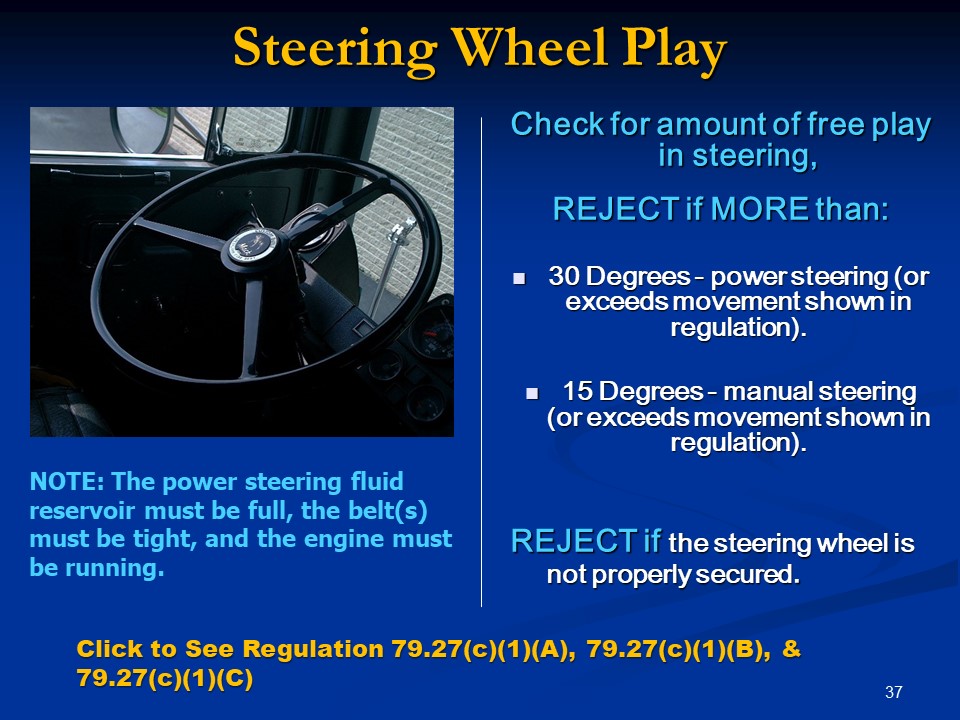 Steering Wheel Play
Check for amount of free play
in steering,
REJECT if MORE than:
■ 30 Degrees - power steering (or
exceeds movement shown in
regulation).
■ 15 Degrees - manual steering
(or exceeds movement shown in
regulation).
NOTE: The power steering fluid
reservoir must be full, the belt(s)
must be tight, and the engine must
be running.
REJECT if the steering wheel is
not properly secured.
Click to See Regulation 79.27(c)(1)(A), 79.27(c)(1)(B), &
79.27(c)(1)(C)
37